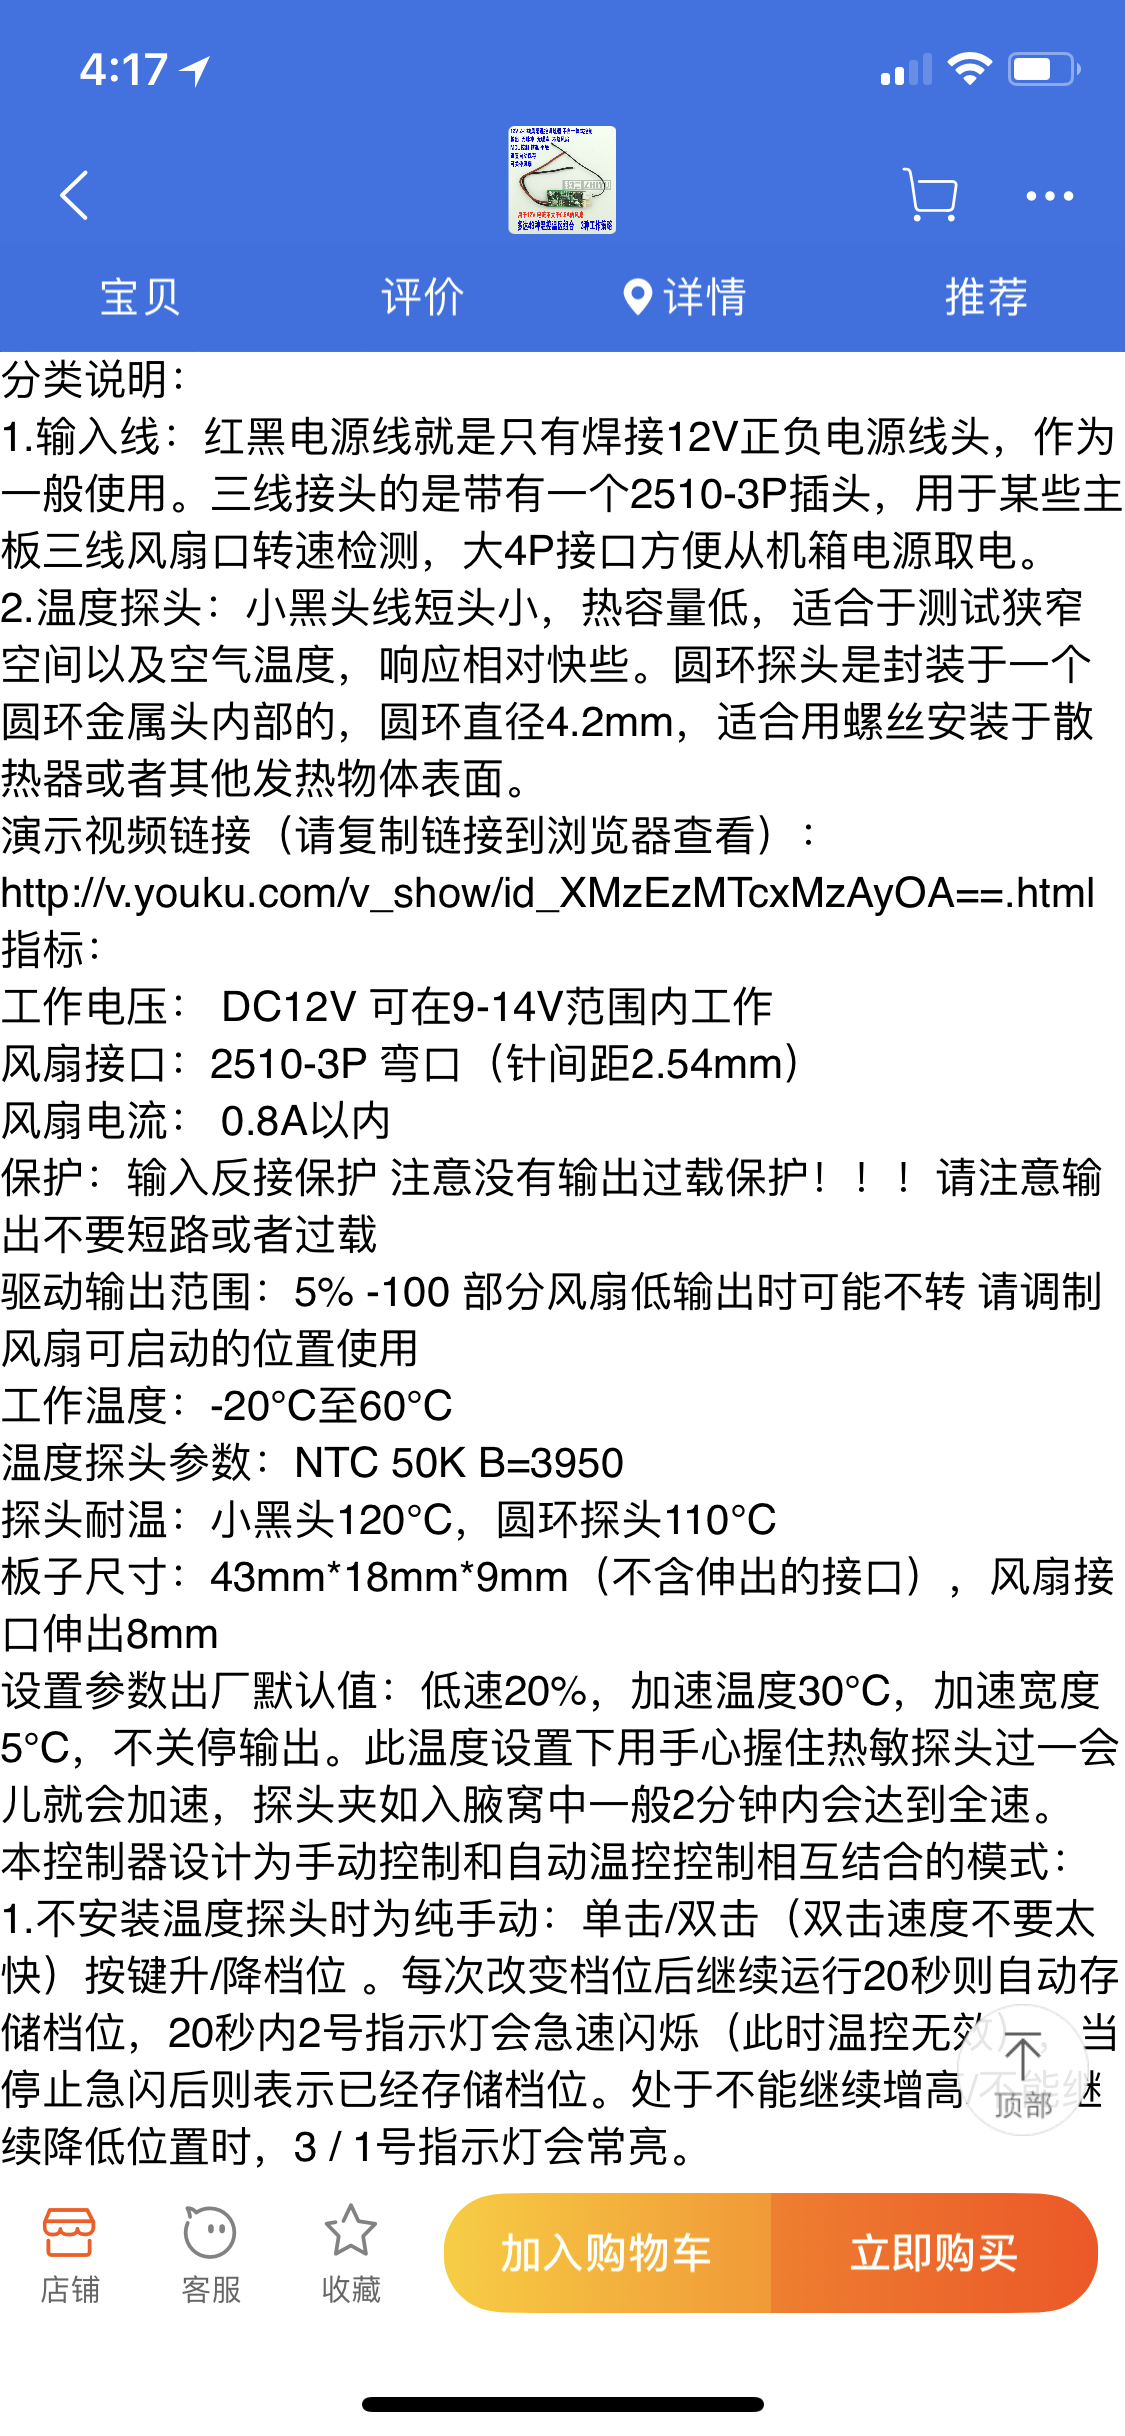 4:17
宝贝
评价
详情
推荐
分类说明：
1.输入线：红黑电源线就是只有焊接12V正负电源线头，作为
一般使用。三线接头的是带有一个2510-3P插头，用于某些主
板三线风扇口转速检测，大4P接口方便从机箱电源取电。
2.温度探头：小黑头线短头小，热容量低，适合于测试狭窄
空间以及空气温度，响应相对快些。圆环探头是封装于一个
圆环金属头内部的，圆环直径4.2mm，适合用螺丝安装于散
热器或者其他发热物体表面。
演示视频链接（请复制链接到浏览器查看）：
http://v.youku.com/v_show/id_XMzEzMTcxMzAyOA==.html
指标：
工作电压： DC12V 可在9-14V范围内工作
风扇接口：2510-3P 弯口（针间距2.54mm）
风扇电流： 0.8A以内
保护：输入反接保护 注意没有输出过载保护！！！请注意输
出不要短路或者过载
驱动输出范围：5% -100 部分风扇低输出时可能不转 请调制
风扇可启动的位置使用
工作温度：-20°C至60°C
温度探头参数：NTC 50K B=3950
探头耐温：小黑头120°C，圆环探头110°C
板子尺寸：43mm*18mm*9mm（不含伸出的接口），风扇接
口伸出8mm
设置参数出厂默认值：低速20%，加速温度30°C，加速宽度
5°C，不关停输出。此温度设置下用手心握住热敏探头过一会
儿就会加速，探头夹如入腋窝中一般2分钟内会达到全速。
本控制器设计为手动控制和自动温控控制相互结合的模式：
1.不安装温度探头时为纯手动：单击/双击（双击速度不要太
快）按键升/降档位 。每次改变档位后继续运行20秒则自动存
储档位，20秒内2号指示灯会急速闪烁（此时温控无效），当
停止急闪后则表示已经存储档位。处于不能继续增高/不能继
续降低位置时，3 / 1号指示灯会常亮。
顶部
店铺
客服
收藏
加入购物车
立即购买